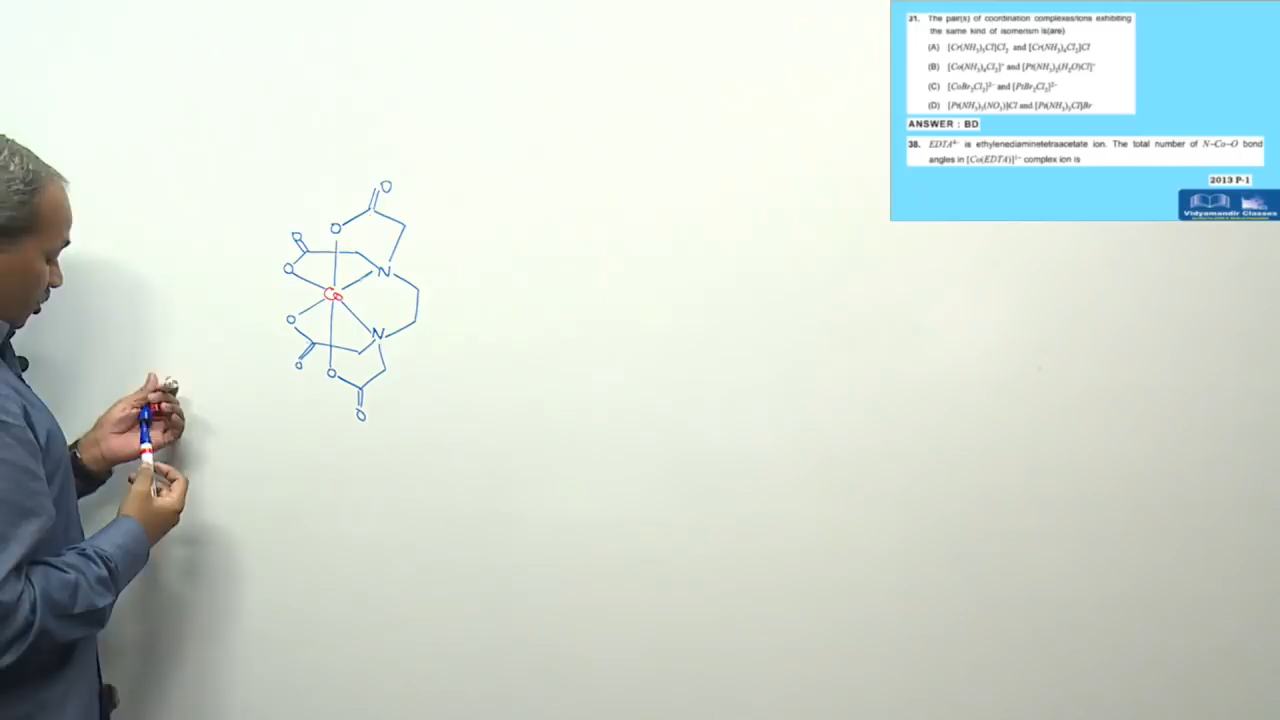 31. The pair(s) of coordination complexes/ions exhibiting
the same kind of isomerism is(are)
(A) [Cr(NH₃)₅Cl]Cl₂ and [Cr(NH₃)₄Cl₂]Cl
(B) [Co(NH₃)₄Cl₂]⁺ and [Pt(NH₃)₂(H₂O)Cl]⁺
(C) [CoBr₂Cl₂]²⁻ and [PtBr₂Cl₂]²⁻
(D) [Pt(NH₃)₃(NO₃)]Cl and [Pt(NH₃)₃Cl]Br
ANSWER : BD
38. EDTA⁴⁻ is ethylenediaminetetraacetate ion. The total number of N–Co–O bond
angles in [Co(EDTA)]¹⁻ complex ion is
2013 P-1
Vidyamandir Classes
O
O
O
O
N
Co
O
N
O
O
O